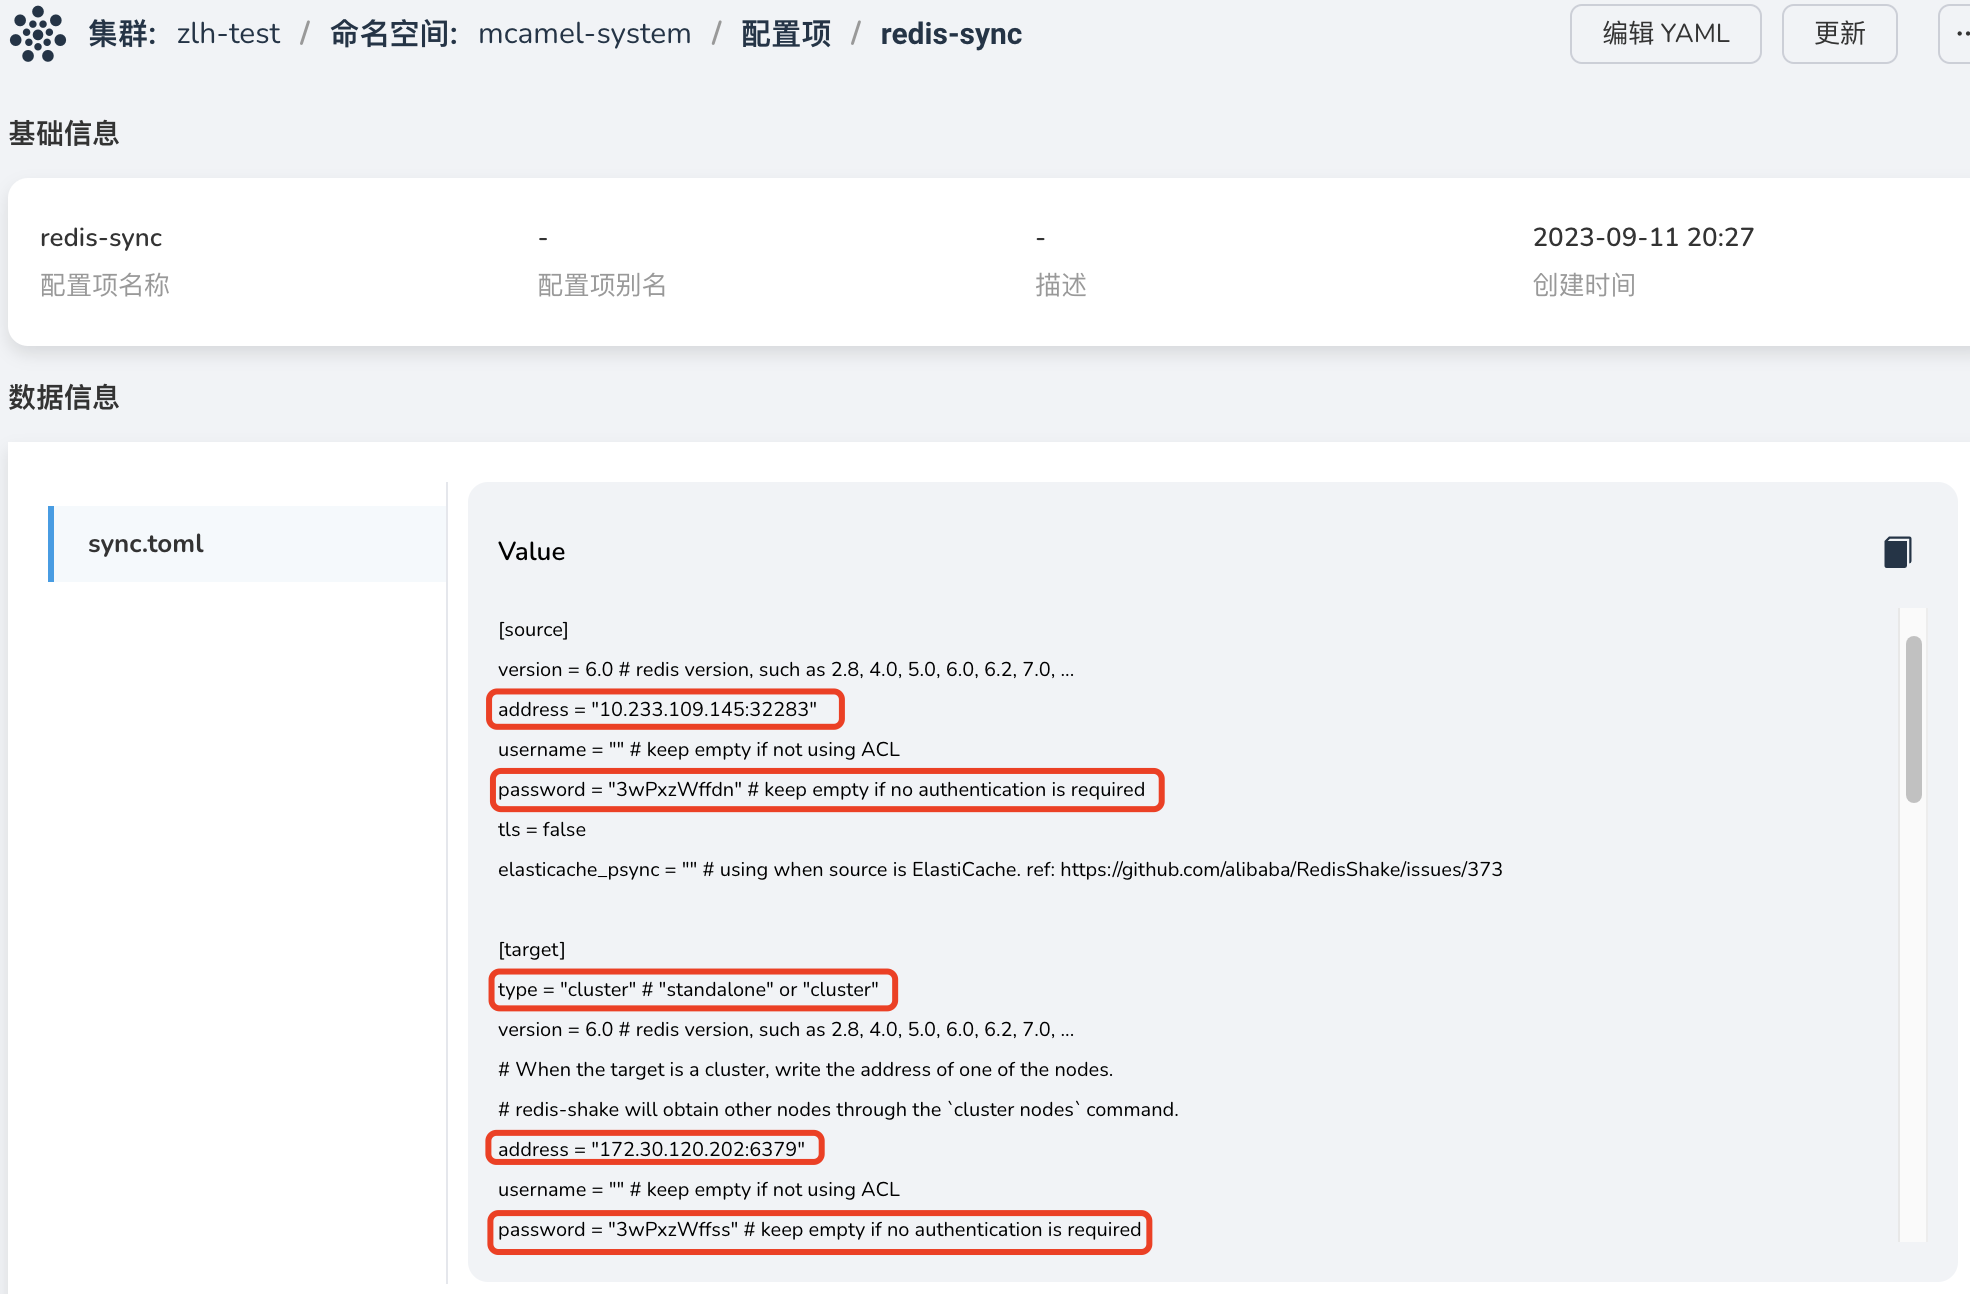 集群: zlh-test / 命名空间: mcamel-system / 配置项 / redis-sync
编辑 YAML
更新
基础信息
redis-sync
配置项名称
-
配置项别名
-
描述
2023-09-11 20:27
创建时间
数据信息
sync.toml
Value
[source]
version = 6.0 # redis version, such as 2.8, 4.0, 5.0, 6.0, 6.2, 7.0, ...
address = "10.233.109.145:32283"
username = "" # keep empty if not using ACL
password = "3wPxzWffdn" # keep empty if no authentication is required
tls = false
elasticache_psync = "" # using when source is ElastiCache. ref: https://github.com/alibaba/RedisShake/issues/373
[target]
type = "cluster" # "standalone" or "cluster"
version = 6.0 # redis version, such as 2.8, 4.0, 5.0, 6.0, 6.2, 7.0, ...
# When the target is a cluster, write the address of one of the nodes.
# redis-shake will obtain other nodes through the `cluster nodes` command.
address = "172.30.120.202:6379"
username = "" # keep empty if not using ACL
password = "3wPxzWffss" # keep empty if no authentication is required